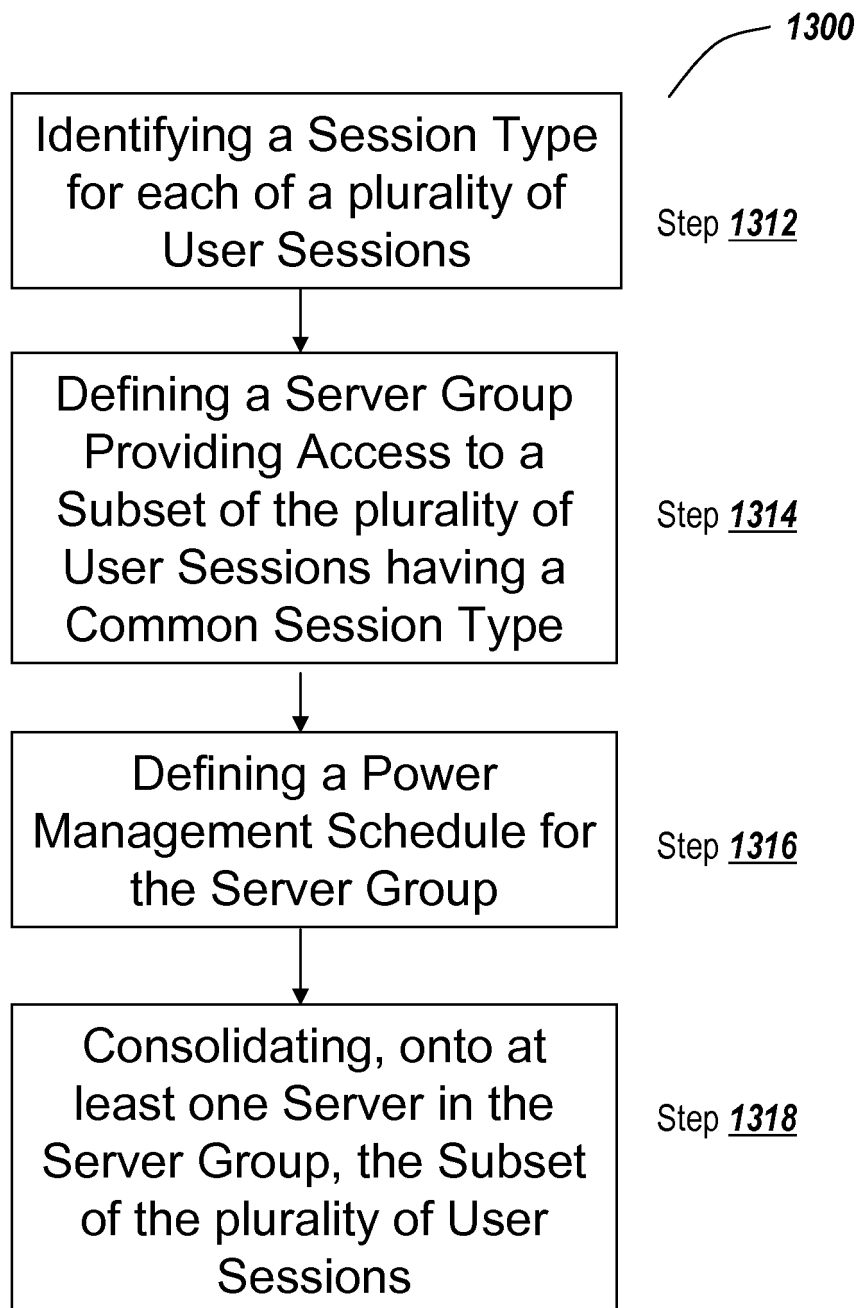 1300
Identifying a Session Type
for each of a plurality of
User Sessions
Step 1312
Defining a Server Group
Providing Access to a
Subset of the plurality of
User Sessions having a
Common Session Type
Step 1314
Defining a Power
Management Schedule for
the Server Group
Step 1316
Consolidating, onto at
least one Server in the
Server Group, the Subset
of the plurality of User
Sessions
Step 1318